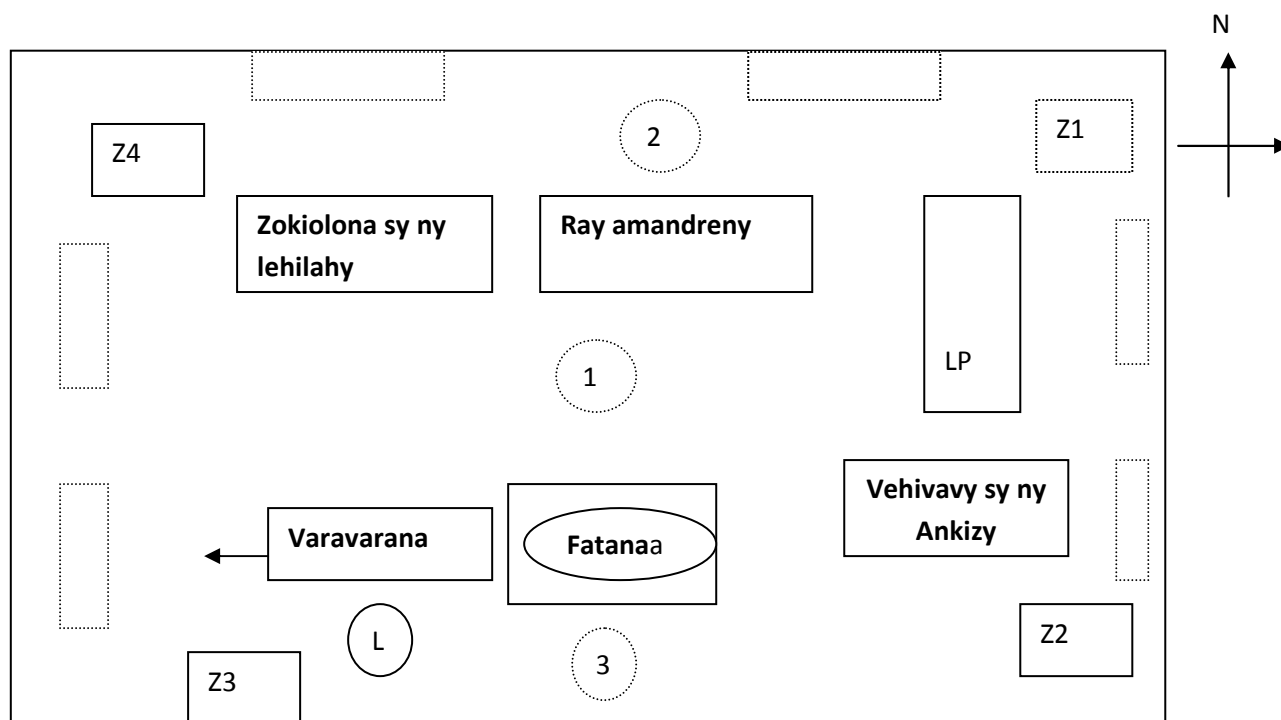 N
2
Z1
Z4
Zokiolona sy ny
lehilahy
Ray amandreny
LP
1
Vehivavy sy ny
Ankizy
Varavarana
Fatanaa
L
3
Z2
Z3